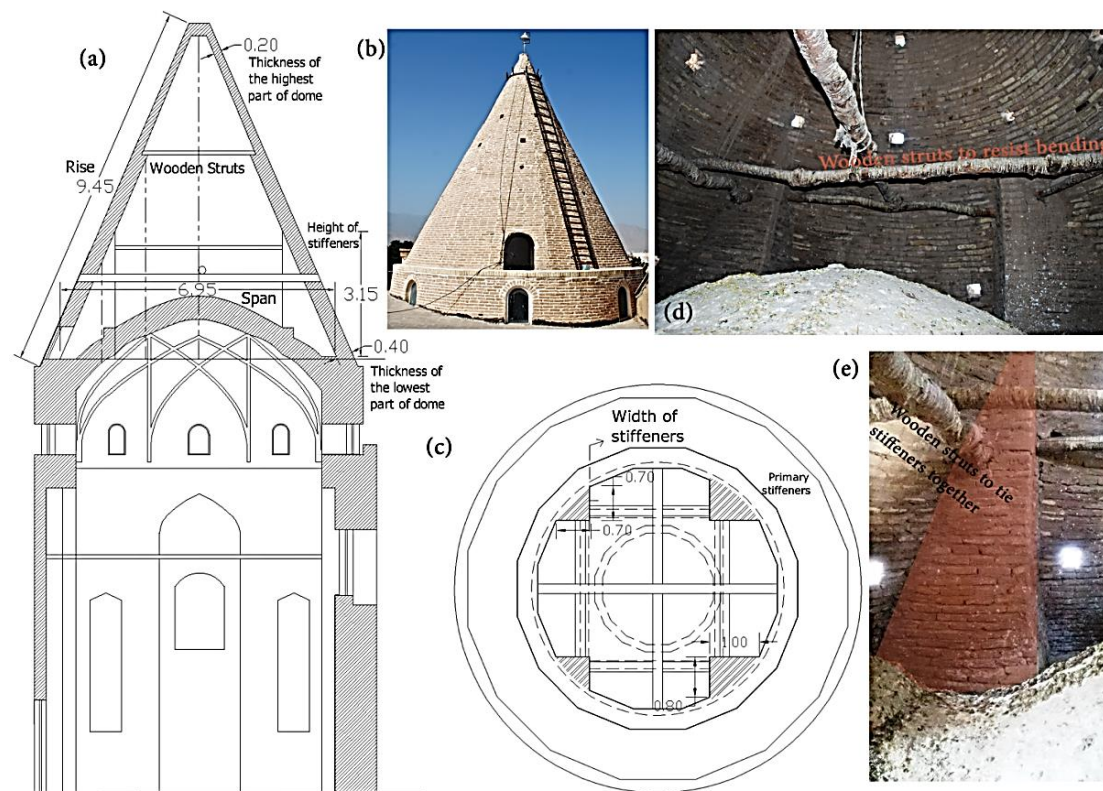 (a)
0.20
Thickness of
the highest
part of dome
Rise
9.45
Wooden Struts
Height of
stiffeners
6.95
Span
3.15
0.40
Thickness of
the lowest
part of dome
(b)
(d)
Wooden struts to resist bending
(c)
Width of
stiffeners
Primary
stiffeners
0.70
0.70
1.00
0.80
(e)
Wooden struts to tie
stiffeners together